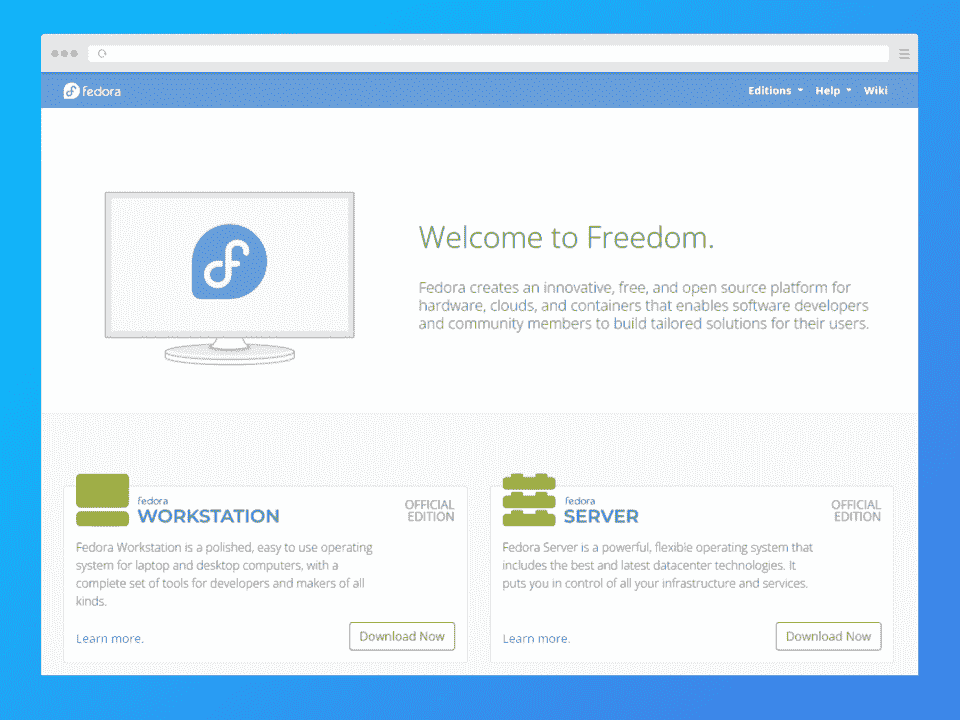 fedora
Editions
Help
Wiki
Welcome to Freedom.
Fedora creates an innovative, free, and open source platform for
hardware, clouds, and containers that enables software developers
and community members to build tailored solutions for their users.
fedora
WORKSTATION
OFFICIAL
EDITION
Fedora Workstation is a polished, easy to use operating
system for laptop and desktop computers, with a
complete set of tools for developers and makers of all
kinds.
Learn more.
Download Now
fedora
SERVER
OFFICIAL
EDITION
Fedora Server is a powerful, flexible operating system that
includes the best and latest datacenter technologies. It
puts you in control of all your infrastructure and services.
Learn more.
Download Now